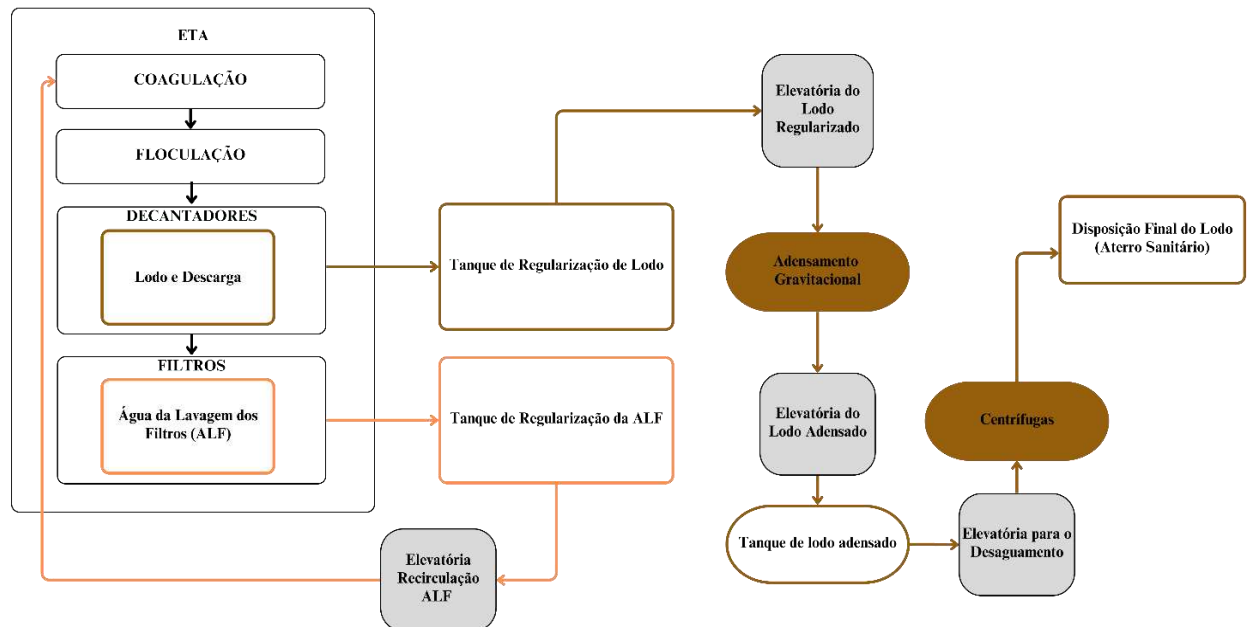 ETA
COAGULAÇÃO
FLOCULAÇÃO
DECANTADORES
Lodo e Descarga
FILTROS
Água da Lavagem dos
Filtros (ALF)
Tanque de Regularização de Lodo
Tanque de Regularização da ALF
Elevatória
Recirculação
ALF
Elevatória do
Lodo
Regularizado
Adensamento
Gravitacional
Elevatória do
Lodo Adensado
Tanque de lodo adensado
Elevatória para o
Desaguamento
Centrífugas
Disposição Final do Lodo
(Aterro Sanitário)